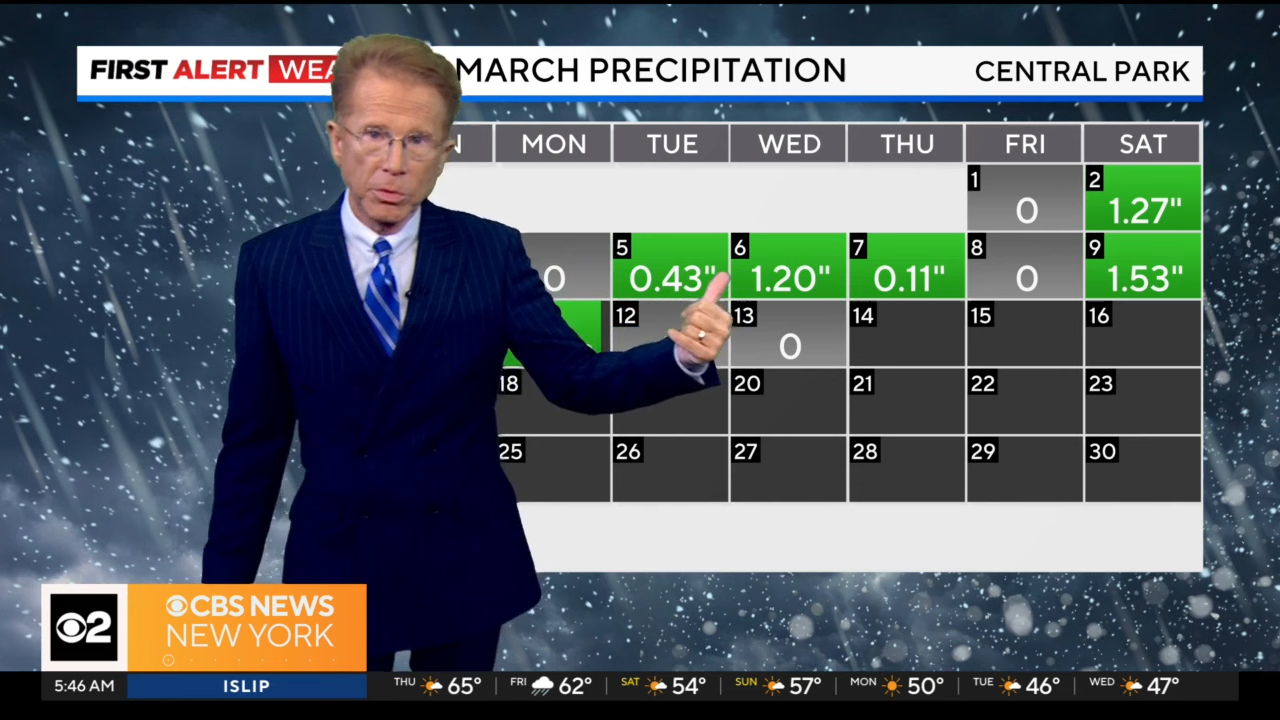 FIRST ALERT WEA
MARCH PRECIPITATION
CENTRAL PARK
N MON TUE WED THU FRI SAT
1 2
0 1.27"
5 6 7 8 9
0 0.43" 1.20" 0.11" 0 1.53"
12 13 14 15 16
0
18 20 21 22 23
25 26 27 28 29 30
2
CBS NEWS
NEW YORK
5:46 AM ISLIP THU 65° FRI 62° SAT 54° SUN 57° MON 50° TUE 46° WED 47°